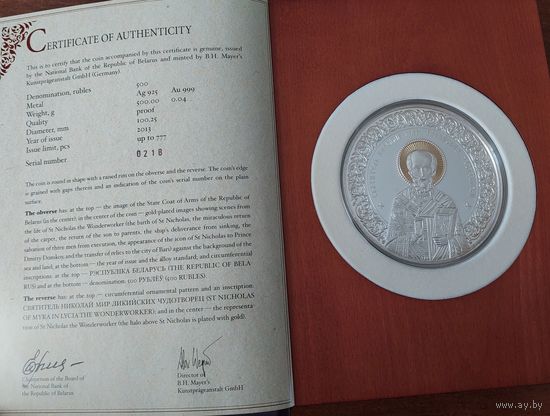 CERTIFICATE OF AUTHENTICITY
This is to certify that the coin accompanied by this certificate is genuine, issued
by the National Bank of the Republic of Belarus and minted by B.H. Mayer's
Kunstprägeanstalt GmbH (Germany).
Denomination, rubles 500
Metal Ag 925 Au 999
Weight, g 500.00 0.04
Quality proof
Diameter, mm 100,25
Year of issue 2013
Issue limit, pcs up to 777
Serial number 0218
The coin is round in shape with a raised rim on the obverse and the reverse. The coin's edge
is grained with gaps therein and an indication of the coin's serial number on the plain
surface.
The obverse has at the top — the image of the State Coat of Arms of the Republic of
Belarus; in the center; in the center of the coin — gold-plated images showing scenes from
the life of St Nicholas the Wonderworker (the birth of St Nicholas, the miraculous return
of the carpet, the return of the son to parents, the ship's deliverance from sinking, the
salvation of three men from execution, the appearance of the icon of St Nicholas to Prince
Dmitry Donskoy, and the transfer of relics to the city of Bari) against the background of the
sea and land; at the bottom — the year of issue and the alloy standard; and circumferential
inscriptions: at the top — РЭСПУБЛІКА БЕЛАРУСЬ (THE REPUBLIC OF BELA-
RUS) and at the bottom — denomination: 500 РУБЛЁЎ (500 RUBLES).
The reverse has: at the top — circumferential ornamental pattern and an inscription:
СВЯТИТЕЛЬ НИКОЛАЙ МИР ЛИКИЙСКИХ ЧУДОТВОРЕЦ (ST NICHOLAS
OF MYRA IN LYCIA THE WONDERWORKER); and in the center — the representa-
tion of St Nicholas the Wonderworker (the halo above St Nicholas is plated with gold).
Chairperson of the Board of
the National Bank of
the Republic of Belarus
Director of
B.H. Mayer's
Kunstprägeanstalt GmbH
www.ay.by